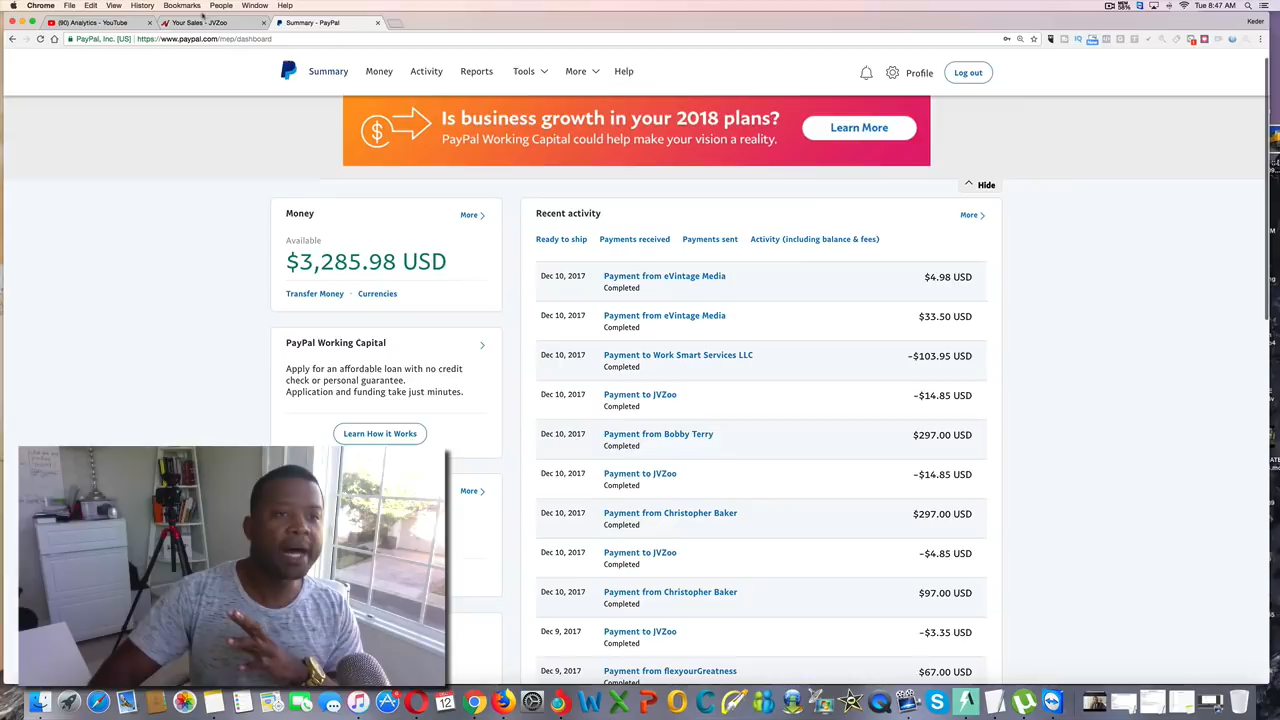 Chrome File Edit View History Bookmarks People Window Help
Tue 8:47 AM
(90) Analytics - YouTube
Your Sales - JVZoo
Summary - PayPal
Keder
PayPal, Inc. [US] https://www.paypal.com/mep/dashboard
Summary Money Activity Reports Tools More Help
Profile
Log out
Is business growth in your 2018 plans?
PayPal Working Capital could help make your vision a reality.
Learn More
Hide
Money
More
Available
$3,285.98 USD
Transfer Money · Currencies
PayPal Working Capital
Apply for an affordable loan with no credit
check or personal guarantee.
Application and funding take just minutes.
Learn How it Works
More
Recent activity
More
Ready to ship Payments received Payments sent Activity (including balance & fees)
Dec 10, 2017 Payment from eVintage Media $4.98 USD
Completed
Dec 10, 2017 Payment from eVintage Media $33.50 USD
Completed
Dec 10, 2017 Payment to Work Smart Services LLC -$103.95 USD
Completed
Dec 10, 2017 Payment to JVZoo -$14.85 USD
Completed
Dec 10, 2017 Payment from Bobby Terry $297.00 USD
Completed
Dec 10, 2017 Payment to JVZoo -$14.85 USD
Completed
Dec 10, 2017 Payment from Christopher Baker $297.00 USD
Completed
Dec 10, 2017 Payment to JVZoo -$4.85 USD
Completed
Dec 10, 2017 Payment from Christopher Baker $97.00 USD
Completed
Dec 9, 2017 Payment to JVZoo -$3.35 USD
Completed
Dec 9, 2017 Payment from flexyourGreatness $67.00 USD